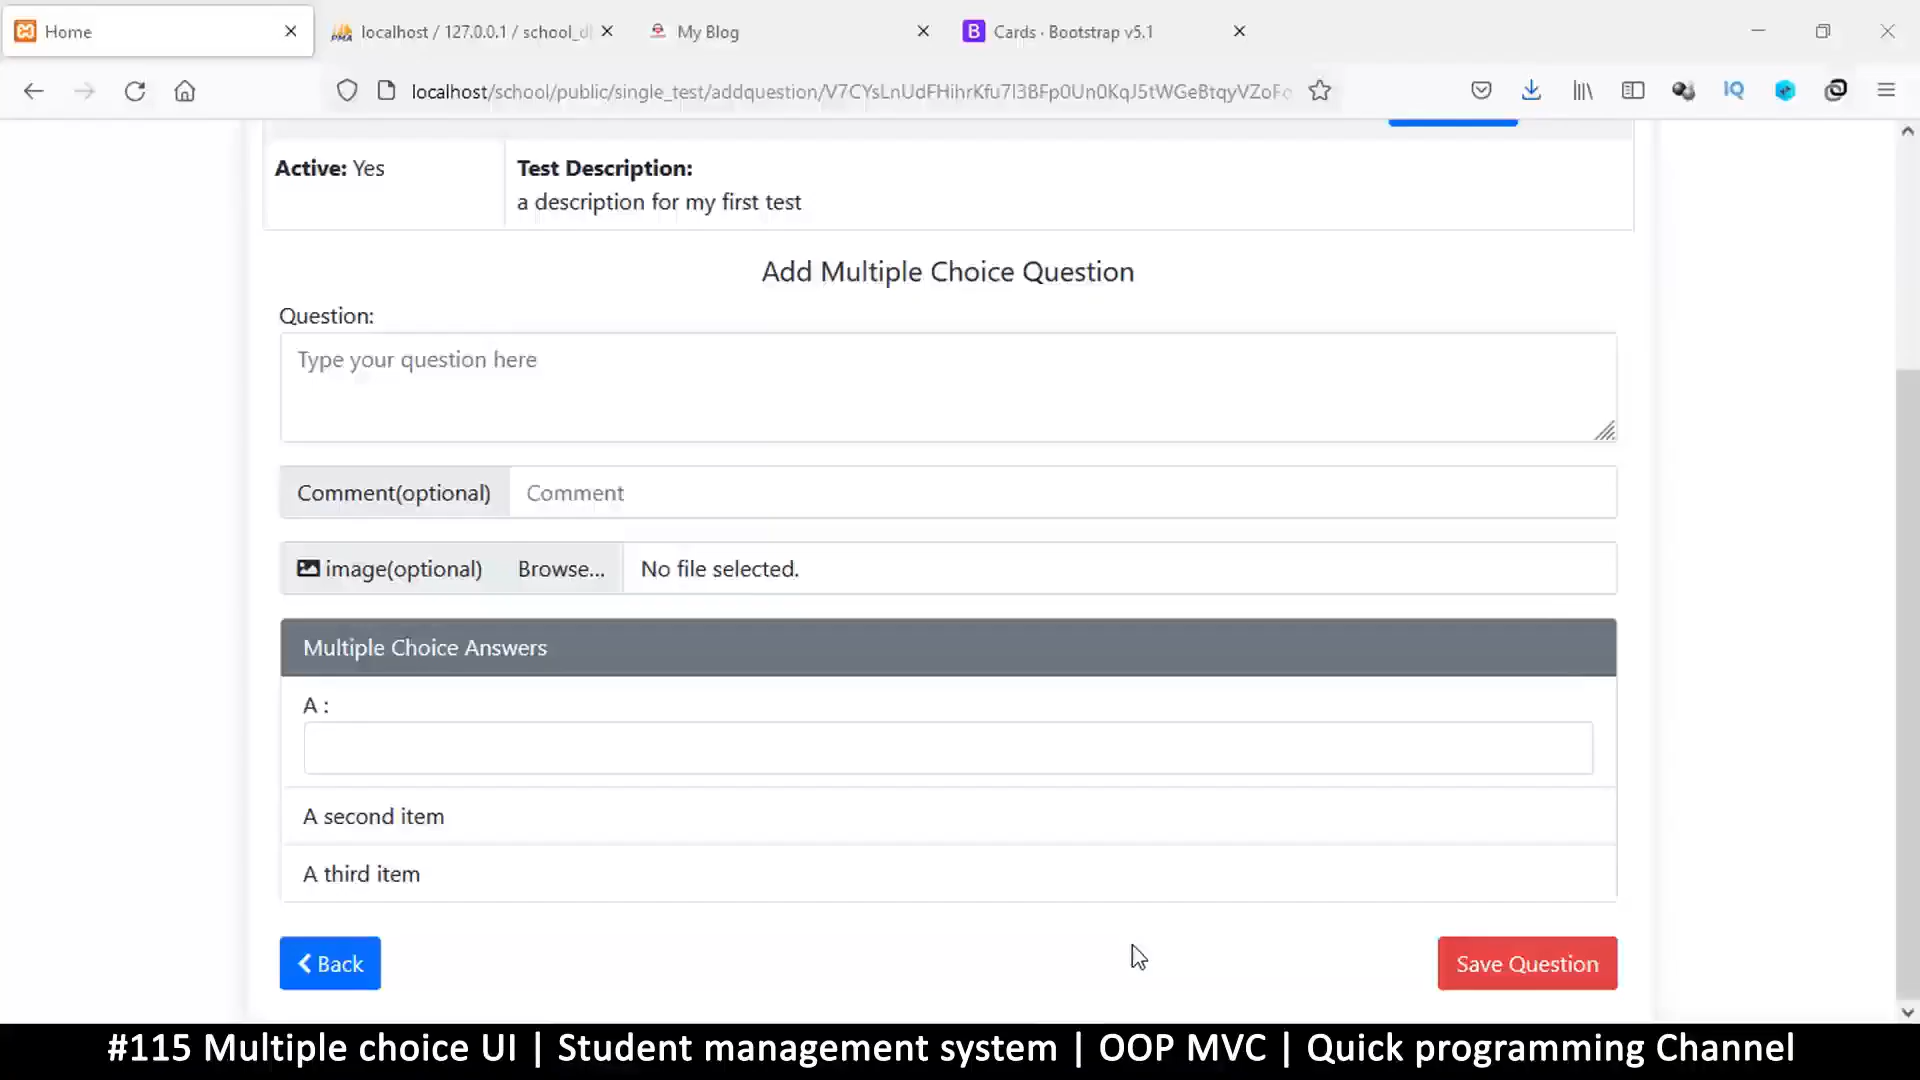 Home
localhost / 127.0.0.1 / school_d
My Blog
B Cards · Bootstrap v5.1
localhost/school/public/single_test/addquestion/V7CYsLnUdFHihrKfu7I3BFp0Un0KqJ5tWGeBtqyVZoFo
IQ
Active: Yes
Test Description:
a description for my first test
Add Multiple Choice Question
Question:
Type your question here
Comment(optional) Comment
image(optional) Browse... No file selected.
Multiple Choice Answers
A :
A second item
A third item
Back
Save Question
#115 Multiple choice UI | Student management system | OOP MVC | Quick programming Channel